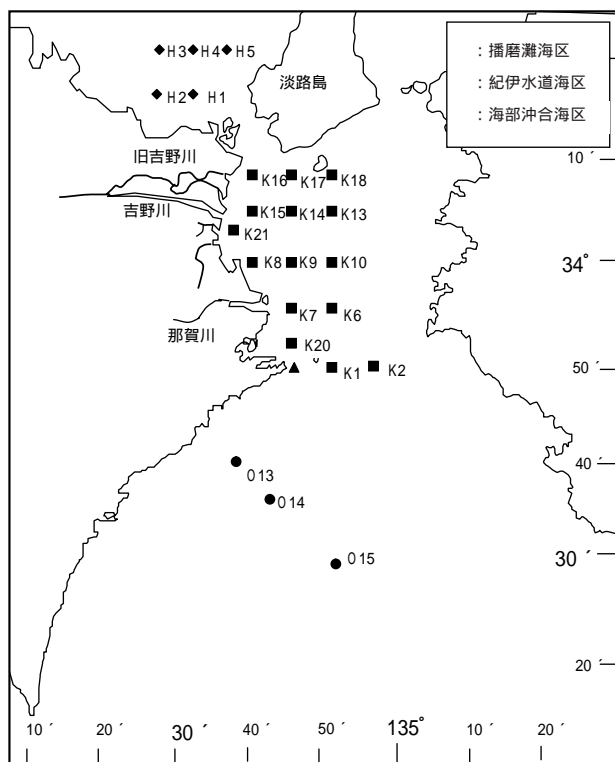 H3 H4 H5
：播磨灘海区
：紀伊水道海区
：海部沖合海区
淡路島
H2 H1
旧吉野川
10´
K16 K17 K18
吉野川
K15 K14 K13
K21
34°
K8 K9 K10
K7 K6
那賀川
K20
K1 K2
50´
O13
40´
O14
O15
30´
20´
10´ 20´ 30´ 40´ 50´ 135° 10´ 20´